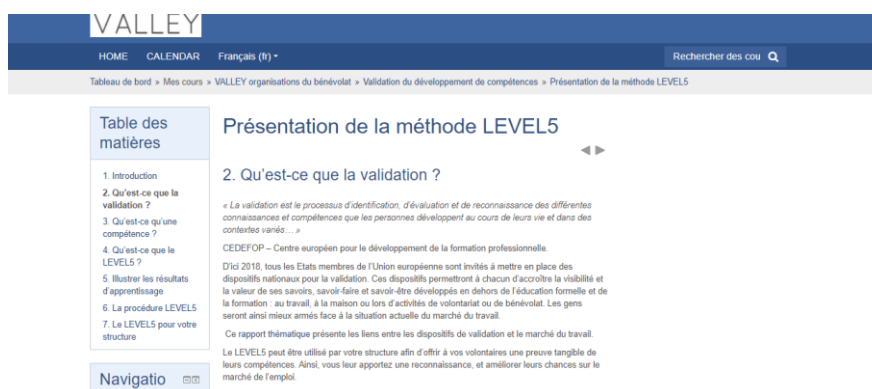 VALLEY
HOME CALENDAR Français (fr)
Rechercher des cou
Tableau de bord » Mes cours » VALLEY organisations du bénévolat » Validation du développement de compétences » Présentation de la méthode LEVEL5
Table des
matières
1. Introduction
2. Qu'est-ce que la
validation ?
3. Qu'est-ce qu'une
compétence ?
4. Qu'est-ce que le
LEVEL5 ?
5. Illustrer les résultats
d'apprentissage
6. La procédure LEVEL5
7. Le LEVEL5 pour votre
structure
Navigatio
Présentation de la méthode LEVEL5
2. Qu'est-ce que la validation ?
« La validation est le processus d'identification, d'évaluation et de reconnaissance des différentes
connaissances et compétences que les personnes développent au cours de leurs vie et dans des
contextes variés… »
CEDEFOP – Centre européen pour le développement de la formation professionnelle.
D'ici 2018, tous les Etats membres de l'Union européenne sont invités à mettre en place des
dispositifs nationaux pour la validation. Ces dispositifs permettront à chacun d'accroître la visibilité et
la valeur de ses savoirs, savoir-faire et savoir-être développés en dehors de l'éducation formelle et de
la formation : au travail, à la maison ou lors d'activités de volontariat ou de bénévolat. Les gens
seront ainsi mieux armés face à la situation actuelle du marché du travail.
Ce rapport thématique présente les liens entre les dispositifs de validation et le marché du travail.
Le LEVEL5 peut être utilisé par votre structure afin d'offrir à vos volontaires une preuve tangible de
leurs compétences. Ainsi, vous leur apportez une reconnaissance, et améliorer leurs chances sur le
marché de l'emploi.